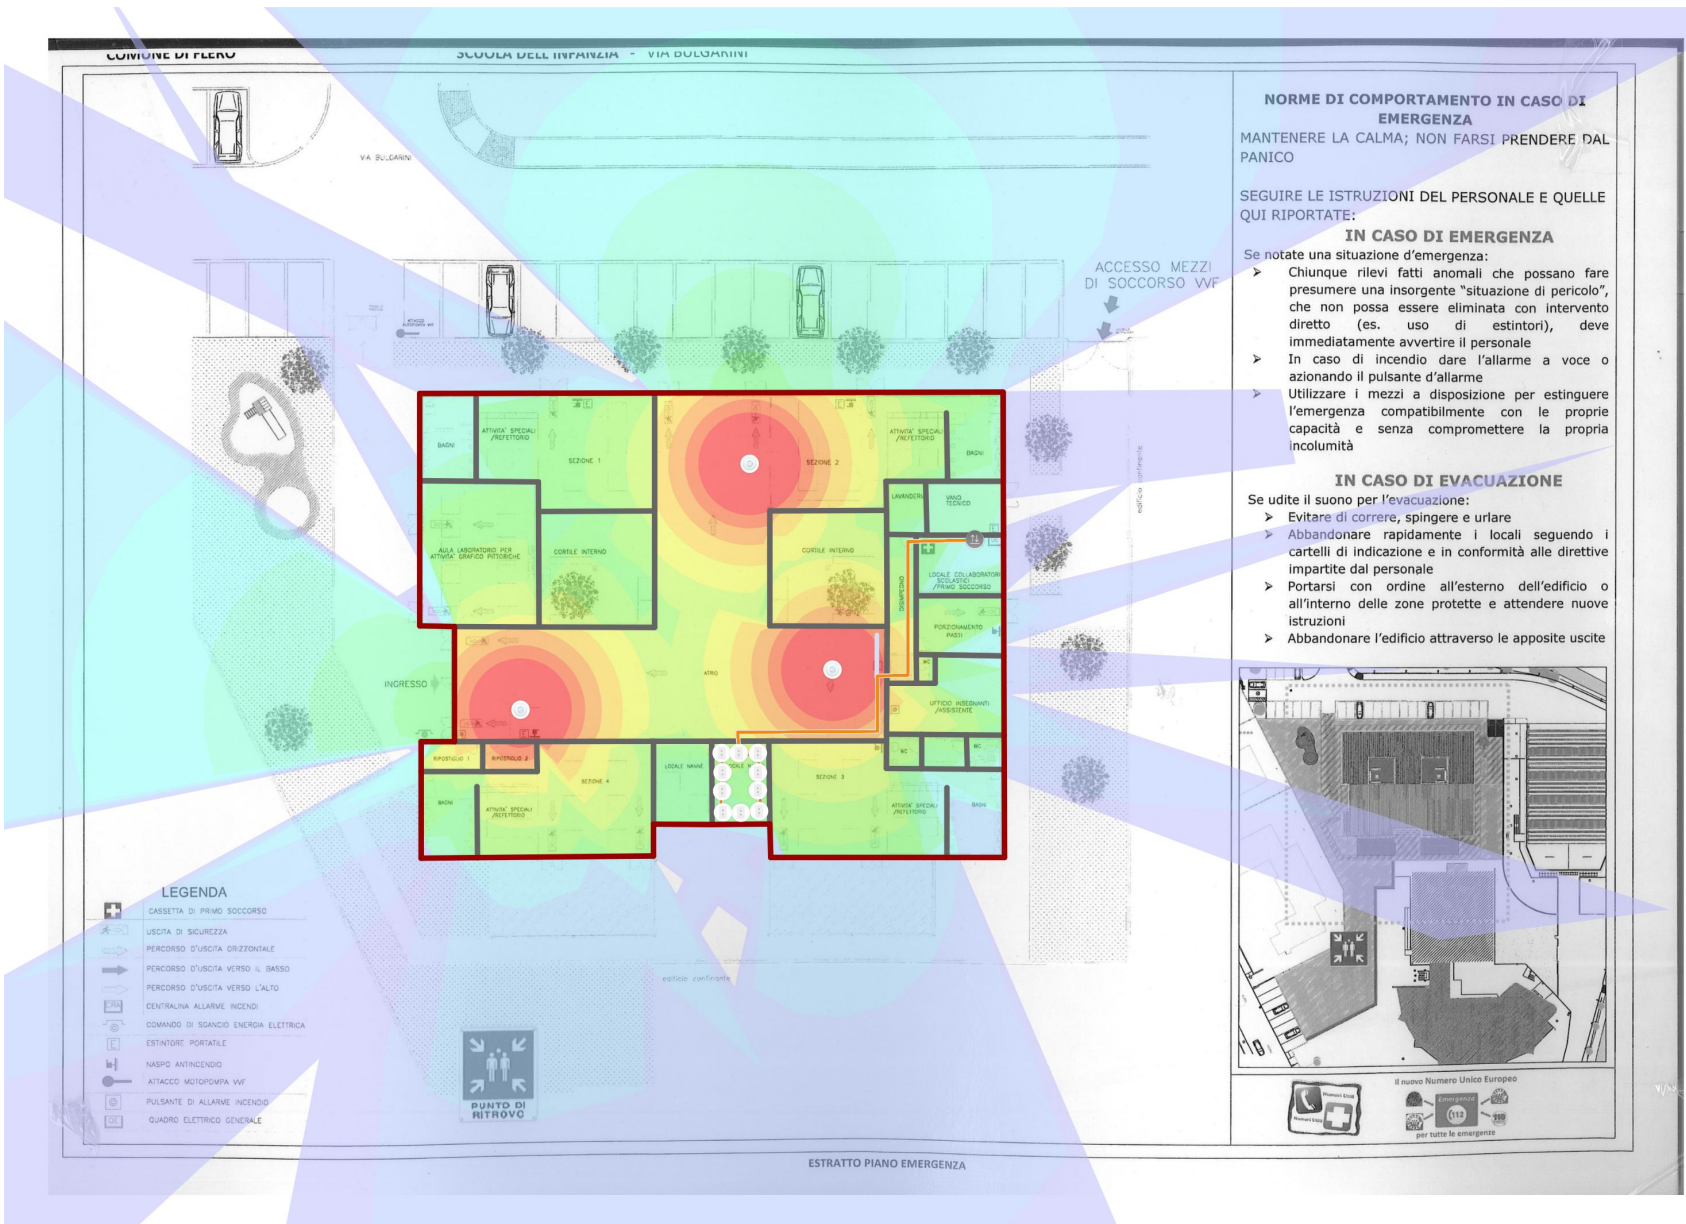 COMUNE DI FLERO
SCUOLA DELL'INFANZIA - VIA BULGARINI
VIA BULGARINI
ACCESSO MEZZI
DI SOCCORSO VVF
ATTACCO
AUTOPOMPA VVF
BAGNI
ATTIVITA' SPECIALI
/REFETTORIO
SEZIONE 1
SEZIONE 2
ATTIVITA' SPECIALI
/REFETTORIO
BAGNI
LAVANDERIA
VANO
TECNICO
AULA LABORATORIO PER
ATTIVITA' GRAFICO PITTORICHE
CORTILE INTERNO
CORTILE INTERNO
DISIMPEGNO
LOCALE COLLABORATORI
SCOLASTICI
/PRIMO SOCCORSO
PORZIONAMENTO
PASTI
WC
UFFICIO INSEGNANTI
/ASSISTENTE
INGRESSO
ATRIO
RIPOSTIGLIO 1
RIPOSTIGLIO 2
WC
WC
LOCALE NANNE
SEZIONE 4
SEZIONE 3
BAGNI
ATTIVITA' SPECIALI
/REFETTORIO
ATTIVITA' SPECIALI
/REFETTORIO
BAGNI
edificio confinante
edificio confinante
LEGENDA
CASSETTA DI PRIMO SOCCORSO
USCITA DI SICUREZZA
PERCORSO D'USCITA ORIZZONTALE
PERCORSO D'USCITA VERSO IL BASSO
PERCORSO D'USCITA VERSO L'ALTO
CENTRALINA ALLARME INCENDI
COMANDO DI SGANCIO ENERGIA ELETTRICA
E ESTINTORE PORTATILE
NASPO ANTINCENDIO
ATTACCO MOTOPOMPA VVF
PULSANTE DI ALLARME INCENDIO
QE QUADRO ELETTRICO GENERALE
PUNTO DI
RITROVO
ESTRATTO PIANO EMERGENZA
NORME DI COMPORTAMENTO IN CASO DI
EMERGENZA
MANTENERE LA CALMA; NON FARSI PRENDERE DAL
PANICO
SEGUIRE LE ISTRUZIONI DEL PERSONALE E QUELLE
QUI RIPORTATE:
IN CASO DI EMERGENZA
Se notate una situazione d'emergenza:
➢ Chiunque rilevi fatti anomali che possano fare
presumere una insorgente "situazione di pericolo",
che non possa essere eliminata con intervento
diretto (es. uso di estintori), deve
immediatamente avvertire il personale
➢ In caso di incendio dare l'allarme a voce o
azionando il pulsante d'allarme
➢ Utilizzare i mezzi a disposizione per estinguere
l'emergenza compatibilmente con le proprie
capacità e senza compromettere la propria
incolumità
IN CASO DI EVACUAZIONE
Se udite il suono per l'evacuazione:
➢ Evitare di correre, spingere e urlare
➢ Abbandonare rapidamente i locali seguendo i
cartelli di indicazione e in conformità alle direttive
impartite dal personale
➢ Portarsi con ordine all'esterno dell'edificio o
all'interno delle zone protette e attendere nuove
istruzioni
➢ Abbandonare l'edificio attraverso le apposite uscite
Il nuovo Numero Unico Europeo
Emergenza
112
per tutte le emergenze